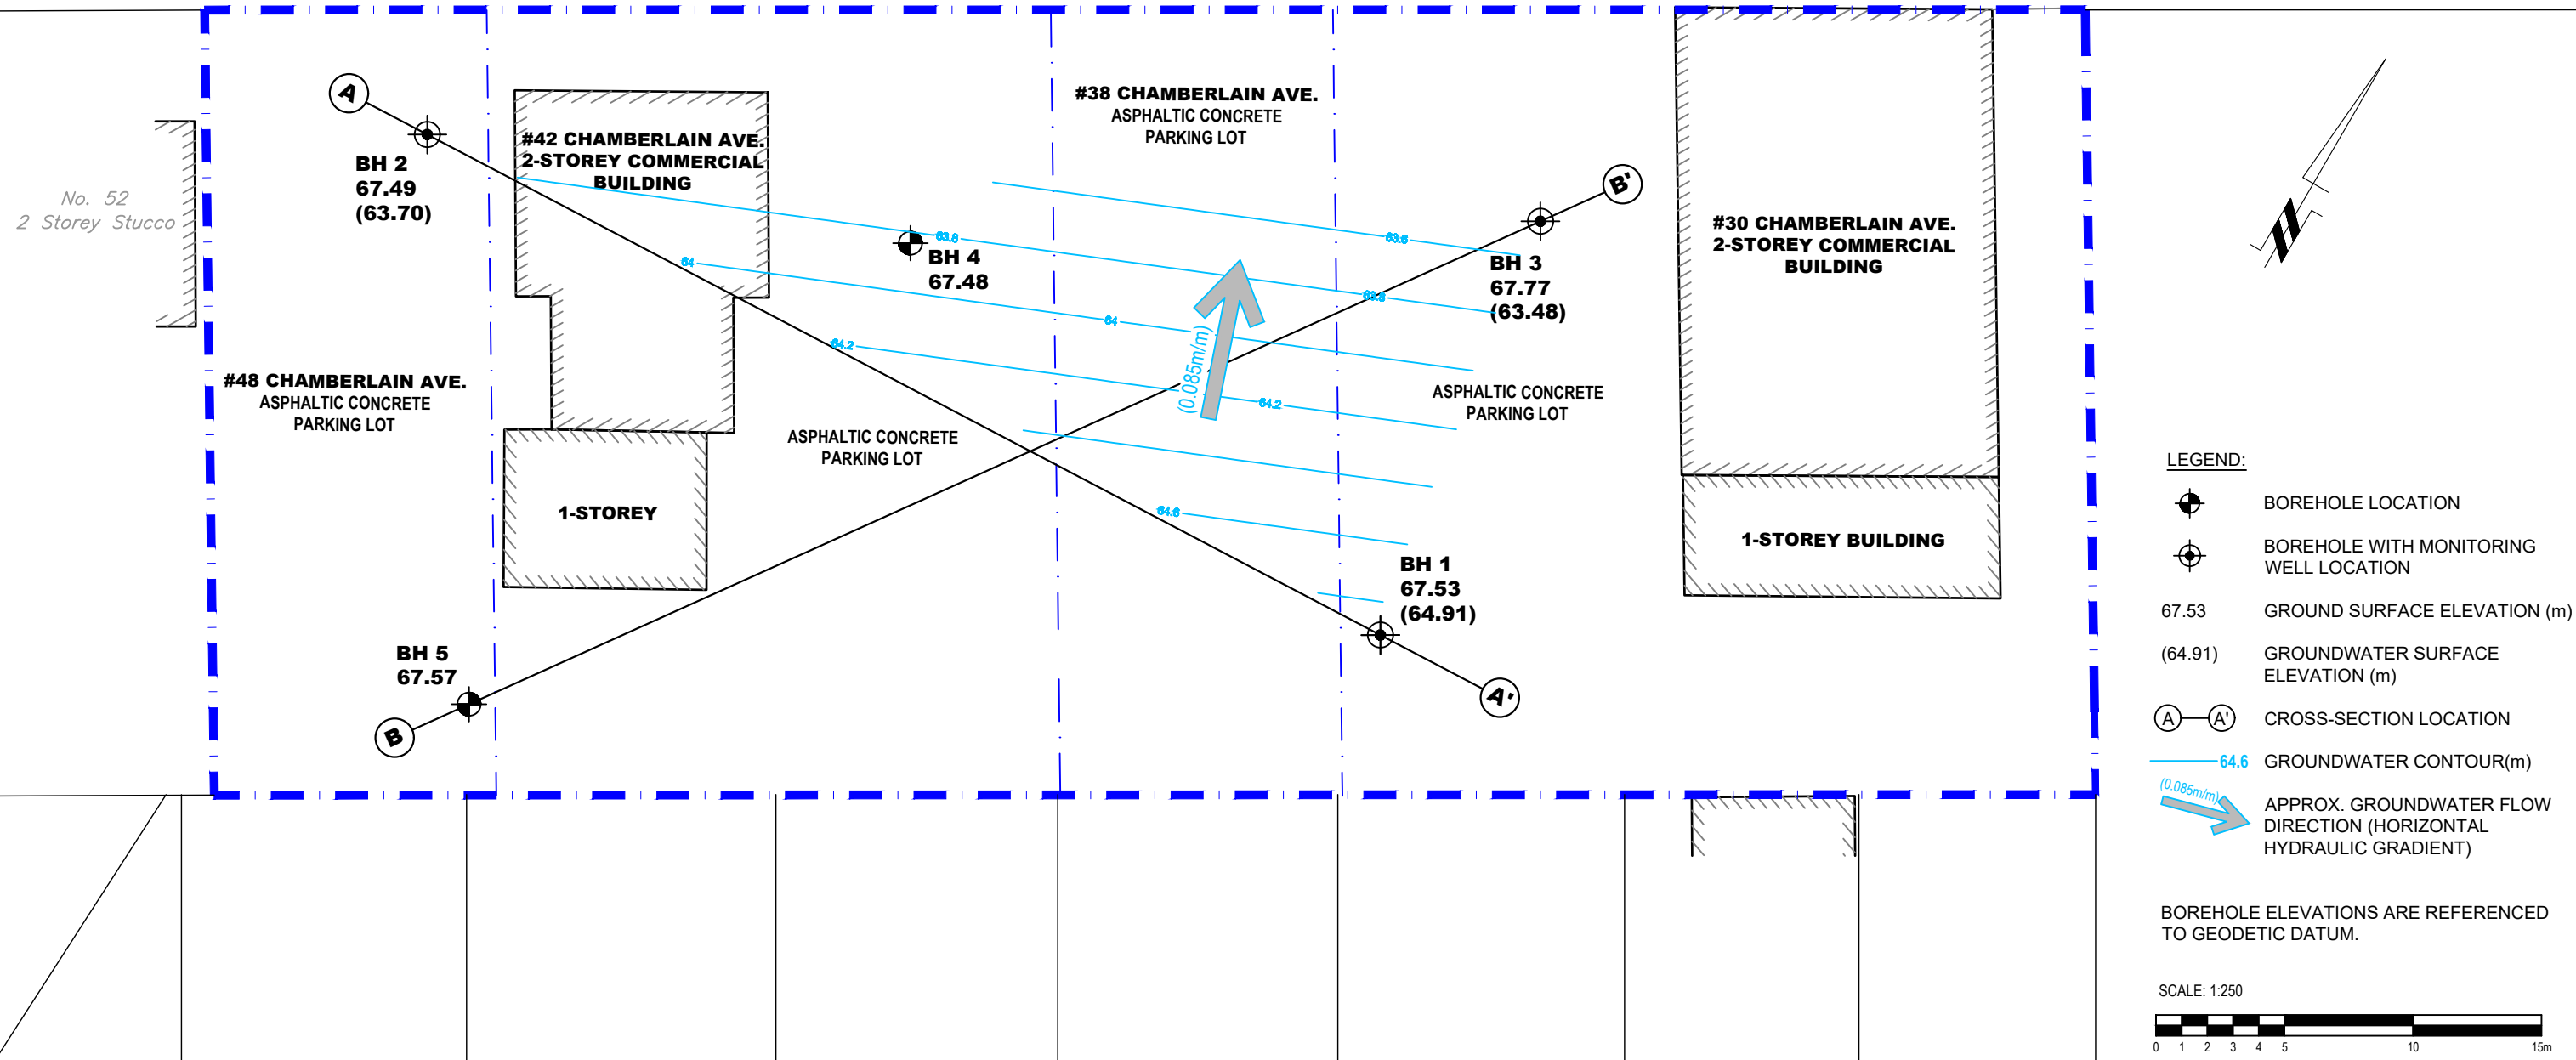 A
#42 CHAMBERLAIN AVE.
2-STOREY COMMERCIAL
BUILDING
#38 CHAMBERLAIN AVE.
ASPHALTIC CONCRETE
PARKING LOT
BH 2
67.49
(63.70)
No. 52
2 Storey Stucco
B'
#30 CHAMBERLAIN AVE.
2-STOREY COMMERCIAL
BUILDING
63.8
63.6
BH 4
67.48
64
BH 3
67.77
(63.48)
63.8
64
64.2
(0.085m/m)
64.2
#48 CHAMBERLAIN AVE.
ASPHALTIC CONCRETE
PARKING LOT
ASPHALTIC CONCRETE
PARKING LOT
ASPHALTIC CONCRETE
PARKING LOT
1-STOREY
64.6
1-STOREY BUILDING
BH 1
67.53
(64.91)
BH 5
67.57
A'
B
LEGEND:
BOREHOLE LOCATION
BOREHOLE WITH MONITORING
WELL LOCATION
67.53 GROUND SURFACE ELEVATION (m)
(64.91) GROUNDWATER SURFACE
ELEVATION (m)
A A' CROSS-SECTION LOCATION
64.6 GROUNDWATER CONTOUR(m)
(0.085m/m)
APPROX. GROUNDWATER FLOW
DIRECTION (HORIZONTAL
HYDRAULIC GRADIENT)
BOREHOLE ELEVATIONS ARE REFERENCED
TO GEODETIC DATUM.
SCALE: 1:250
0 1 2 3 4 5 10 15m